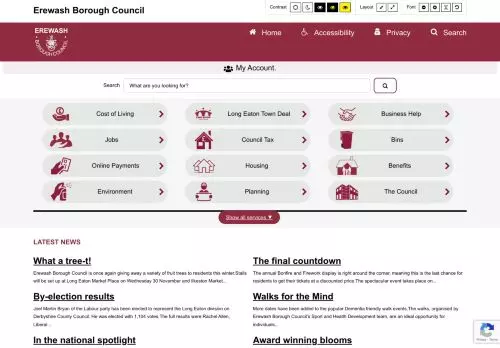 Erewash Borough Council
Contrast
Layout
Font
EREWASH
BOROUGH COUNCIL
Home
Accessibility
Privacy
Search
My Account.
Search
What are you looking for?
Cost of Living
Long Eaton Town Deal
Business Help
Jobs
Council Tax
Bins
Online Payments
Housing
Benefits
Environment
Planning
The Council
Show all services ▼
LATEST NEWS
What a tree-t!
Erewash Borough Council is once again giving away a variety of fruit trees to residents this winter.Stalls
will be set up at Long Eaton Market Place on Wednesday 30 November and Ilkeston Market...
The final countdown
The annual Bonfire and Firework display is right around the corner, meaning this is the last chance for
residents to get their tickets at a discounted price.The spectacular event takes place on...
By-election results
Joel Martin Bryan of the Labour party has been elected to represent the Long Eaton division on
Derbyshire County Council. He was elected with 1,104 votes.The full results were:Rachel Allen,
Liberal...
Walks for the Mind
More dates have been added to the popular Dementia friendly walk events.The walks, organised by
Erewash Borough Council's Sport and Health Development team, are an ideal opportunity for
individuals...
In the national spotlight
Award winning blooms
Privacy - Terms